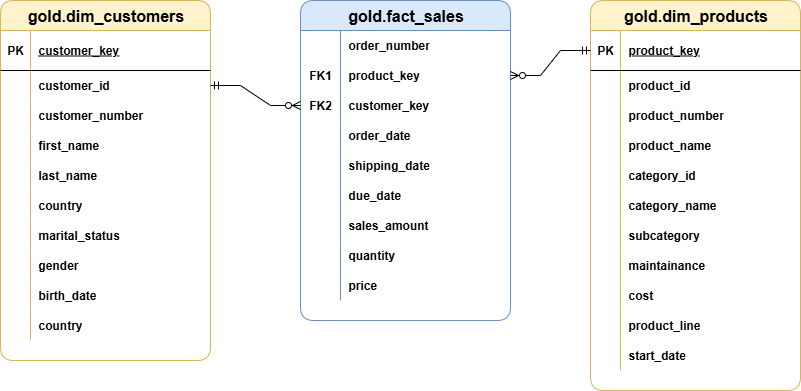 gold.dim_customers
PK customer_key
customer_id
customer_number
first_name
last_name
country
marital_status
gender
birth_date
country
gold.fact_sales
order_number
FK1 product_key
FK2 customer_key
order_date
shipping_date
due_date
sales_amount
quantity
price
gold.dim_products
PK product_key
product_id
product_number
product_name
category_id
category_name
subcategory
maintainance
cost
product_line
start_date